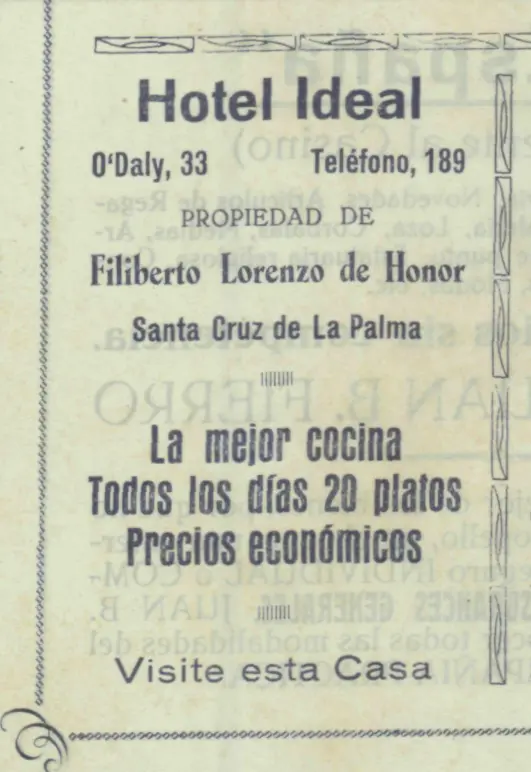 Hotel Ideal
O'Daly, 33 Teléfono, 189
PROPIEDAD DE
Filiberto Lorenzo de Honor
Santa Cruz de La Palma
La mejor cocina
Todos los días 20 platos
Precios económicos
Visite esta Casa